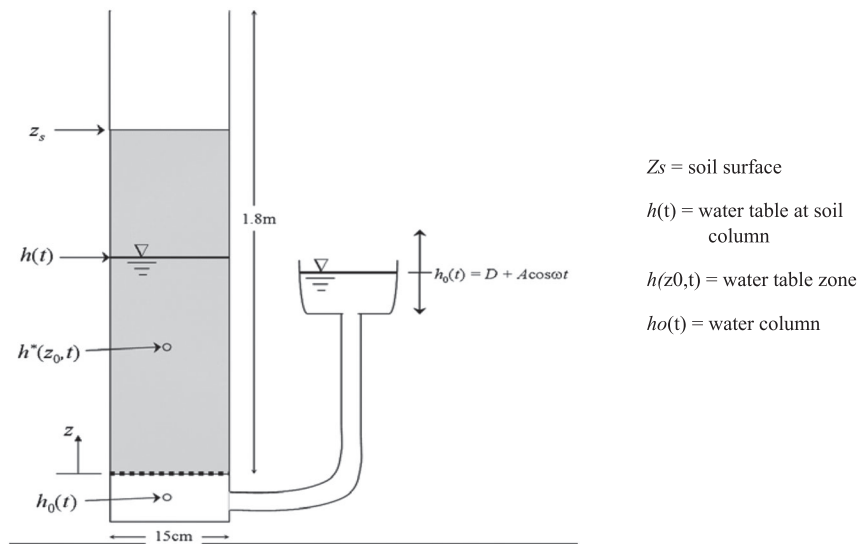 z_s
h(t)
h*(z_0,t)
z
h_0(t)
1.8m
15cm
h_0(t) = D + Acosωt
Zs = soil surface
h(t) = water table at soil
column
h(z0,t) = water table zone
ho(t) = water column